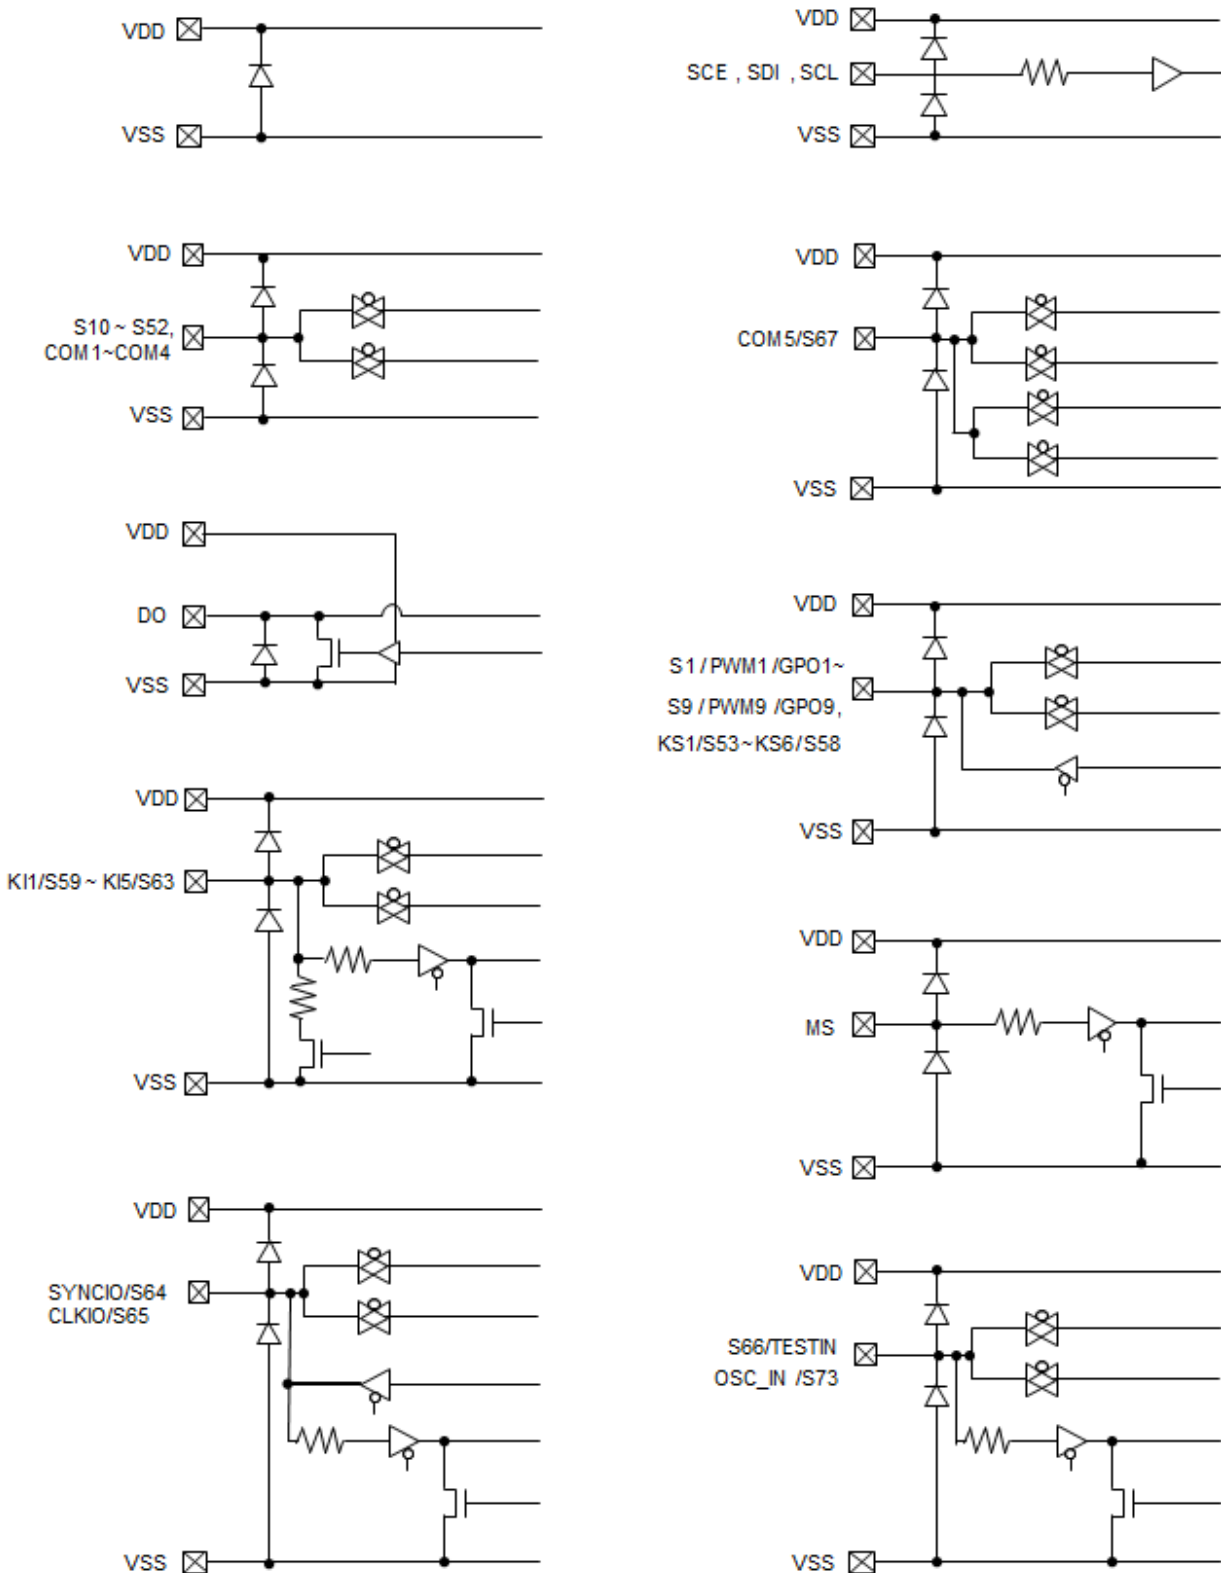 VDD
VSS
VDD
SCE , SDI , SCL
VSS
VDD
S10 ~ S52,
COM1~COM4
VSS
VDD
COM5/S67
VSS
VDD
DO
VSS
VDD
S1 / PWM1 /GPO1~
S9 / PWM9 /GPO9,
KS1/S53~KS6/S58
VSS
VDD
KI1/S59 ~ KI5/S63
VSS
VDD
MS
VSS
VDD
SYNCIO/S64
CLKIO/S65
VSS
VDD
S66/TESTIN
OSC_IN /S73
VSS